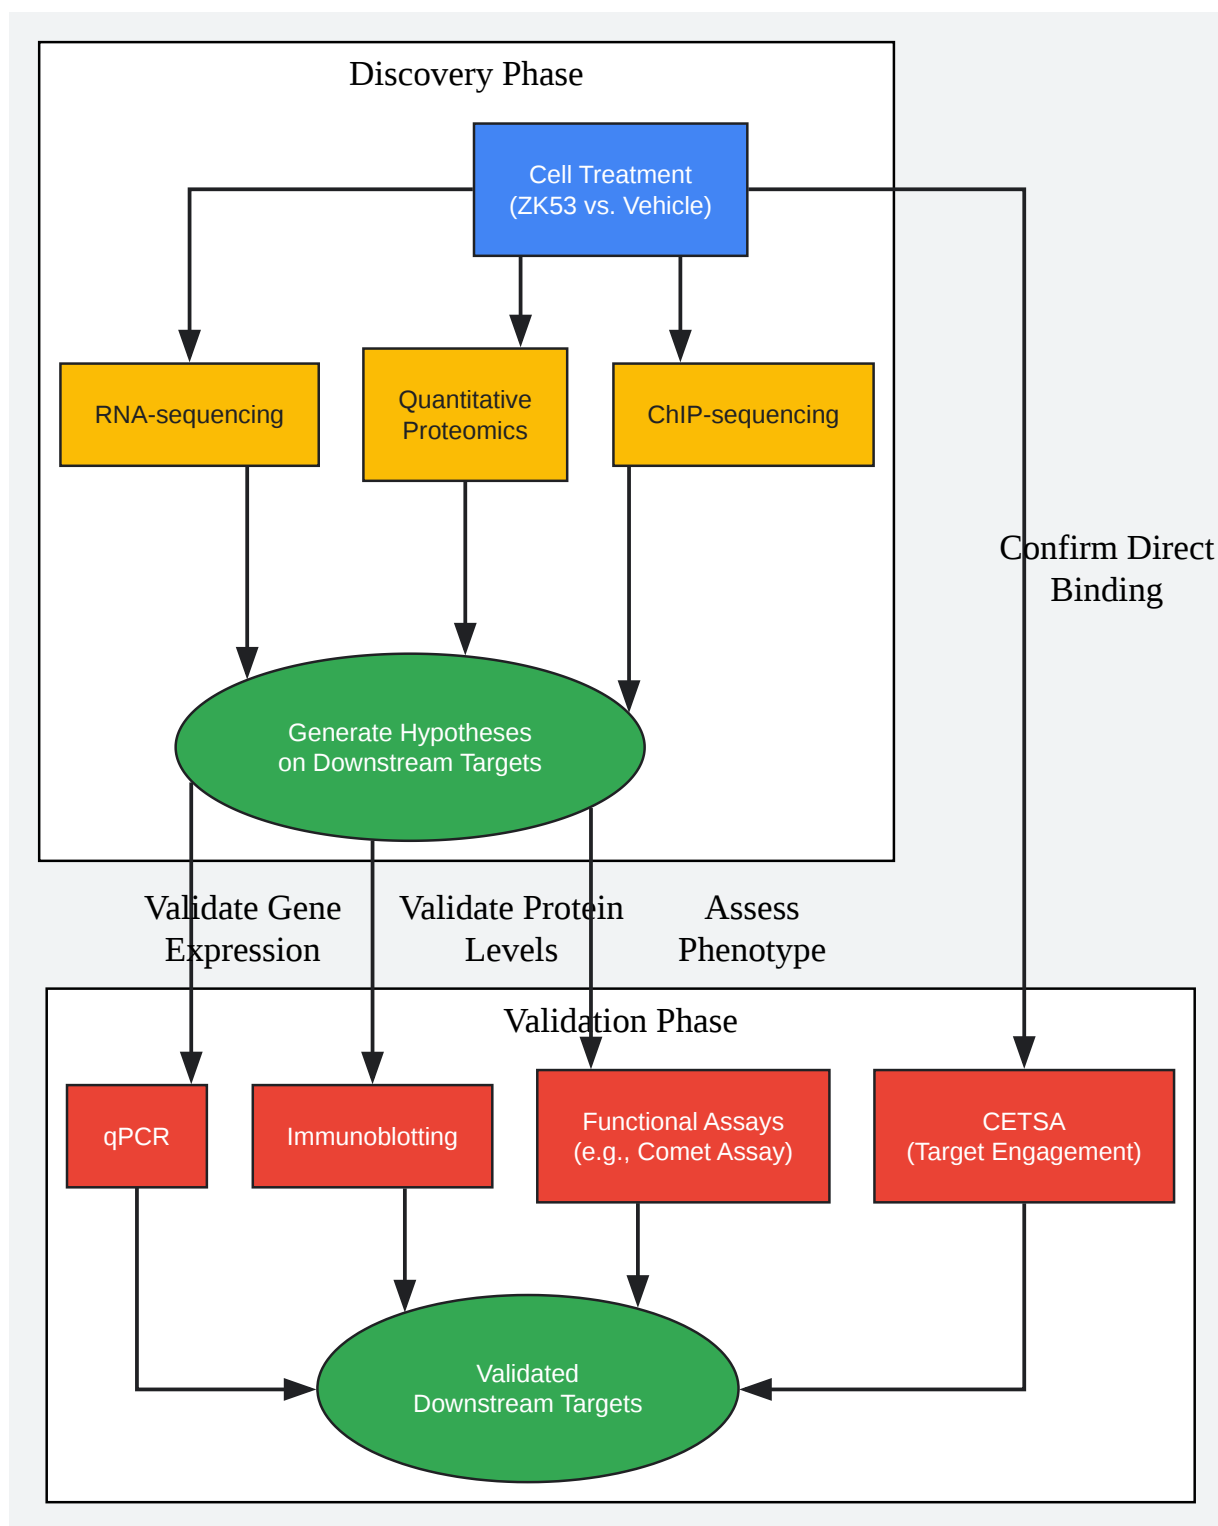 Discovery Phase
Cell Treatment
(ZK53 vs. Vehicle)
RNA-sequencing
Quantitative
Proteomics
ChIP-sequencing
Confirm Direct
Binding
Generate Hypotheses
on Downstream Targets
Validate Gene
Expression
Validate Protein
Levels
Assess
Phenotype
Validation Phase
qPCR
Immunoblotting
Functional Assays
(e.g., Comet Assay)
CETSA
(Target Engagement)
Validated
Downstream Targets